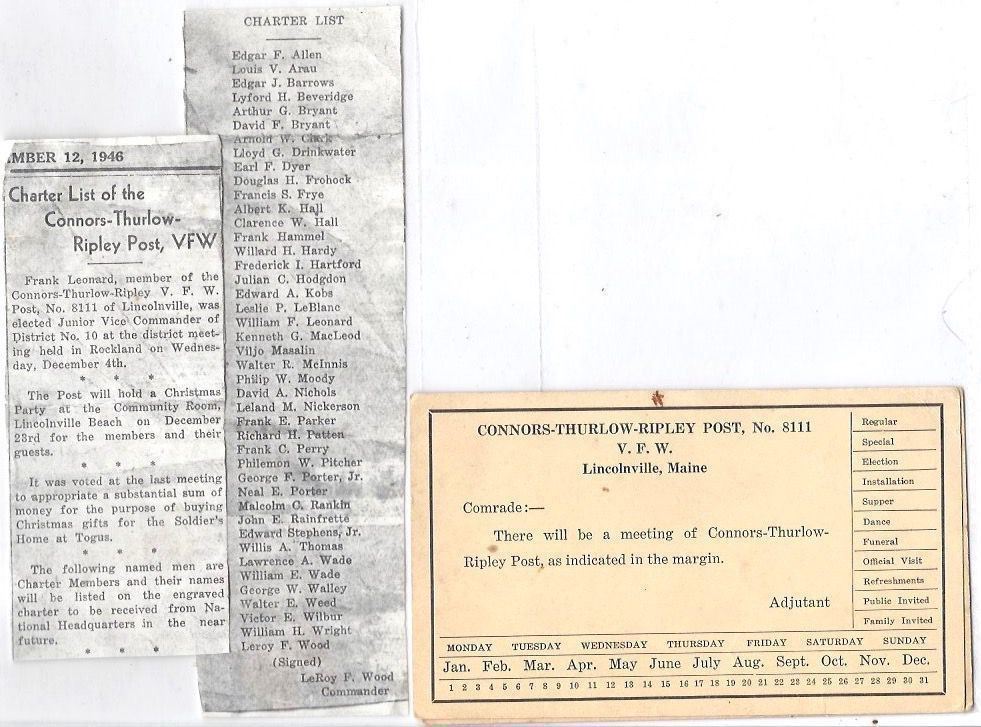 .MBER 12, 1946
Charter List of the
Connors-Thurlow-
Ripley Post, VFW
Frank Leonard, member of the
Connors-Thurlow-Ripley V. F. W.
Post, No. 8111 of Lincolnville, was
elected Junior Vice Commander of
District No. 10 at the district meet-
ing held in Rockland on Wednes-
day, December 4th.
* * *
The Post will hold a Christmas
Party at the Community Room,
Lincolnville Beach on December
23rd for the members and their
guests.
* * *
It was voted at the last meeting
to appropriate a substantial sum of
money for the purpose of buying
Christmas gifts for the Soldier's
Home at Togus.
* * *
The following named men are
Charter Members and their names
will be listed on the engraved
charter to be received from Na-
tional Headquarters in the near
future.
* * *
CHARTER LIST
Edgar F. Allen
Louis V. Arau
Edgar J. Barrows
Lyford H. Beveridge
Arthur G. Bryant
David F. Bryant
Arnold W. Clark
Lloyd G. Drinkwater
Earl F. Dyer
Douglas H. Frohock
Francis S. Frye
Albert K. Hall
Clarence W. Hall
Frank Hammel
Willard H. Hardy
Frederick I. Hartford
Julian C. Hodgdon
Edward A. Kobs
Leslie P. LeBlanc
William F. Leonard
Kenneth G. MacLeod
Viljo Masalin
Walter R. McInnis
Philip W. Moody
David A. Nichols
Leland M. Nickerson
Frank E. Parker
Richard H. Patten
Frank C. Perry
Philemon W. Pitcher
George F. Porter, Jr.
Neal E. Porter
Malcolm C. Rankin
John E. Rainfrette
Edward Stephens, Jr.
Willis A. Thomas
Lawrence A. Wade
William E. Wade
George W. Walley
Walter E. Weed
Victor E. Wilbur
William H. Wright
Leroy F. Wood
(Signed)
LeRoy F. Wood
Commander
CONNORS-THURLOW-RIPLEY POST, No. 8111
V. F. W.
Lincolnville, Maine
Comrade:—
There will be a meeting of Connors-Thurlow-
Ripley Post, as indicated in the margin.
Adjutant
Regular
Special
Election
Installation
Supper
Dance
Funeral
Official Visit
Refreshments
Public Invited
Family Invited
MONDAY TUESDAY WEDNESDAY THURSDAY FRIDAY SATURDAY SUNDAY
Jan. Feb. Mar. Apr. May June July Aug. Sept. Oct. Nov. Dec.
1 2 3 4 5 6 7 8 9 10 11 12 13 14 15 16 17 18 19 20 21 22 23 24 25 26 27 28 29 30 31